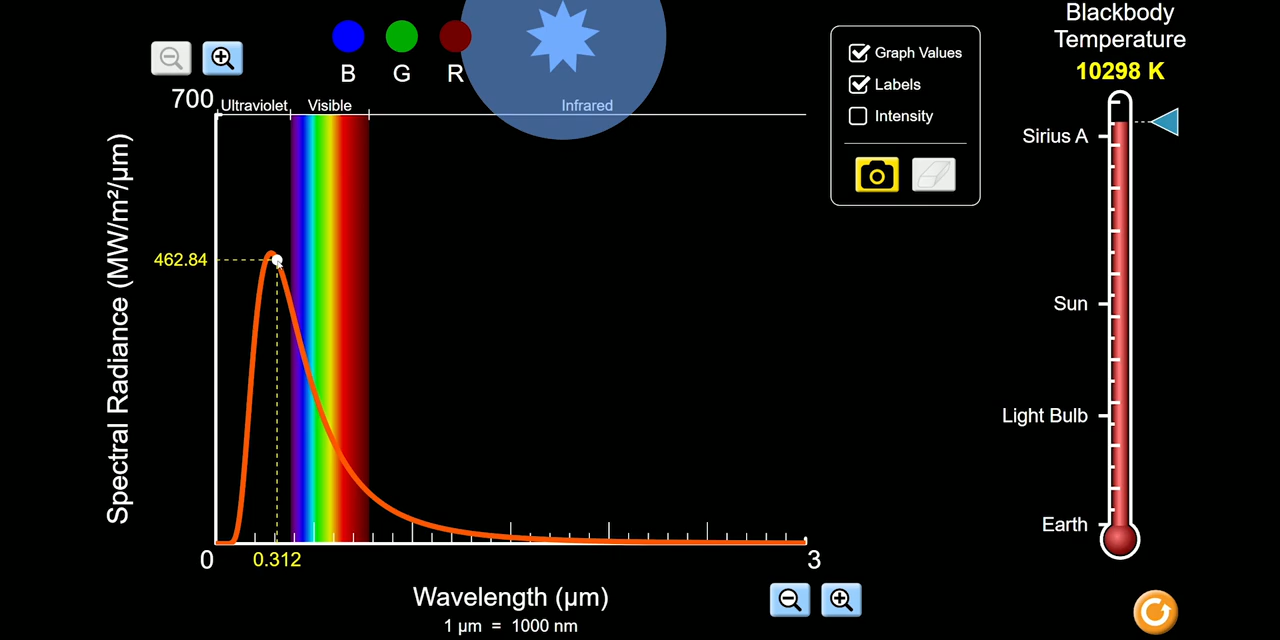 Blackbody
Temperature
10298 K
B G R
700
Ultraviolet Visible Infrared
Graph Values
Labels
Intensity
Spectral Radiance (MW/m²/µm)
462.84
0
0.312
3
Wavelength (µm)
1 µm = 1000 nm
Sirius A
Sun
Light Bulb
Earth